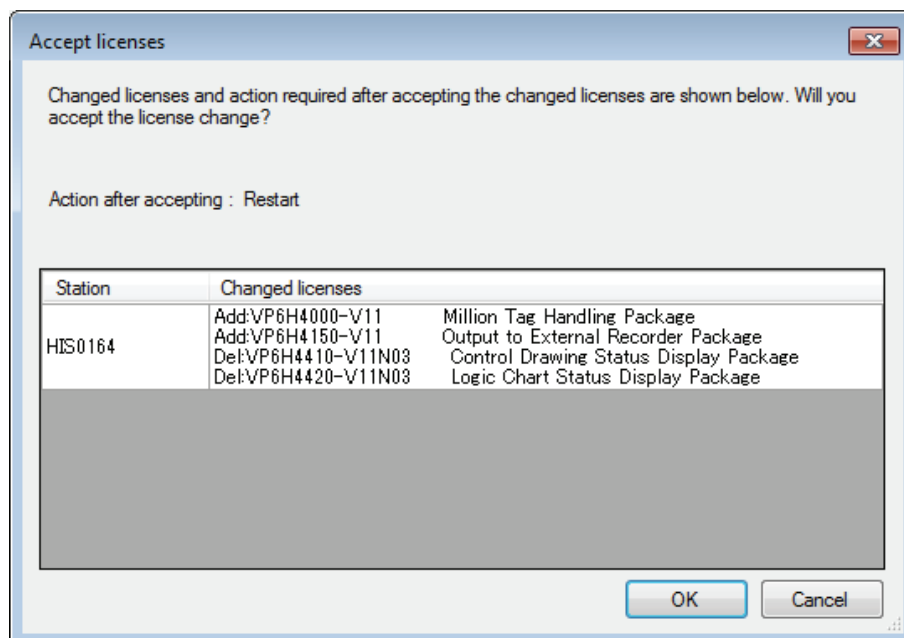 Accept licenses
Changed licenses and action required after accepting the changed licenses are shown below. Will you
accept the license change?
Action after accepting : Restart
Station Changed licenses
HIS0164
Add:VP6H4000-V11 Million Tag Handling Package
Add:VP6H4150-V11 Output to External Recorder Package
Del:VP6H4410-V11N03 Control Drawing Status Display Package
Del:VP6H4420-V11N03 Logic Chart Status Display Package
OK Cancel